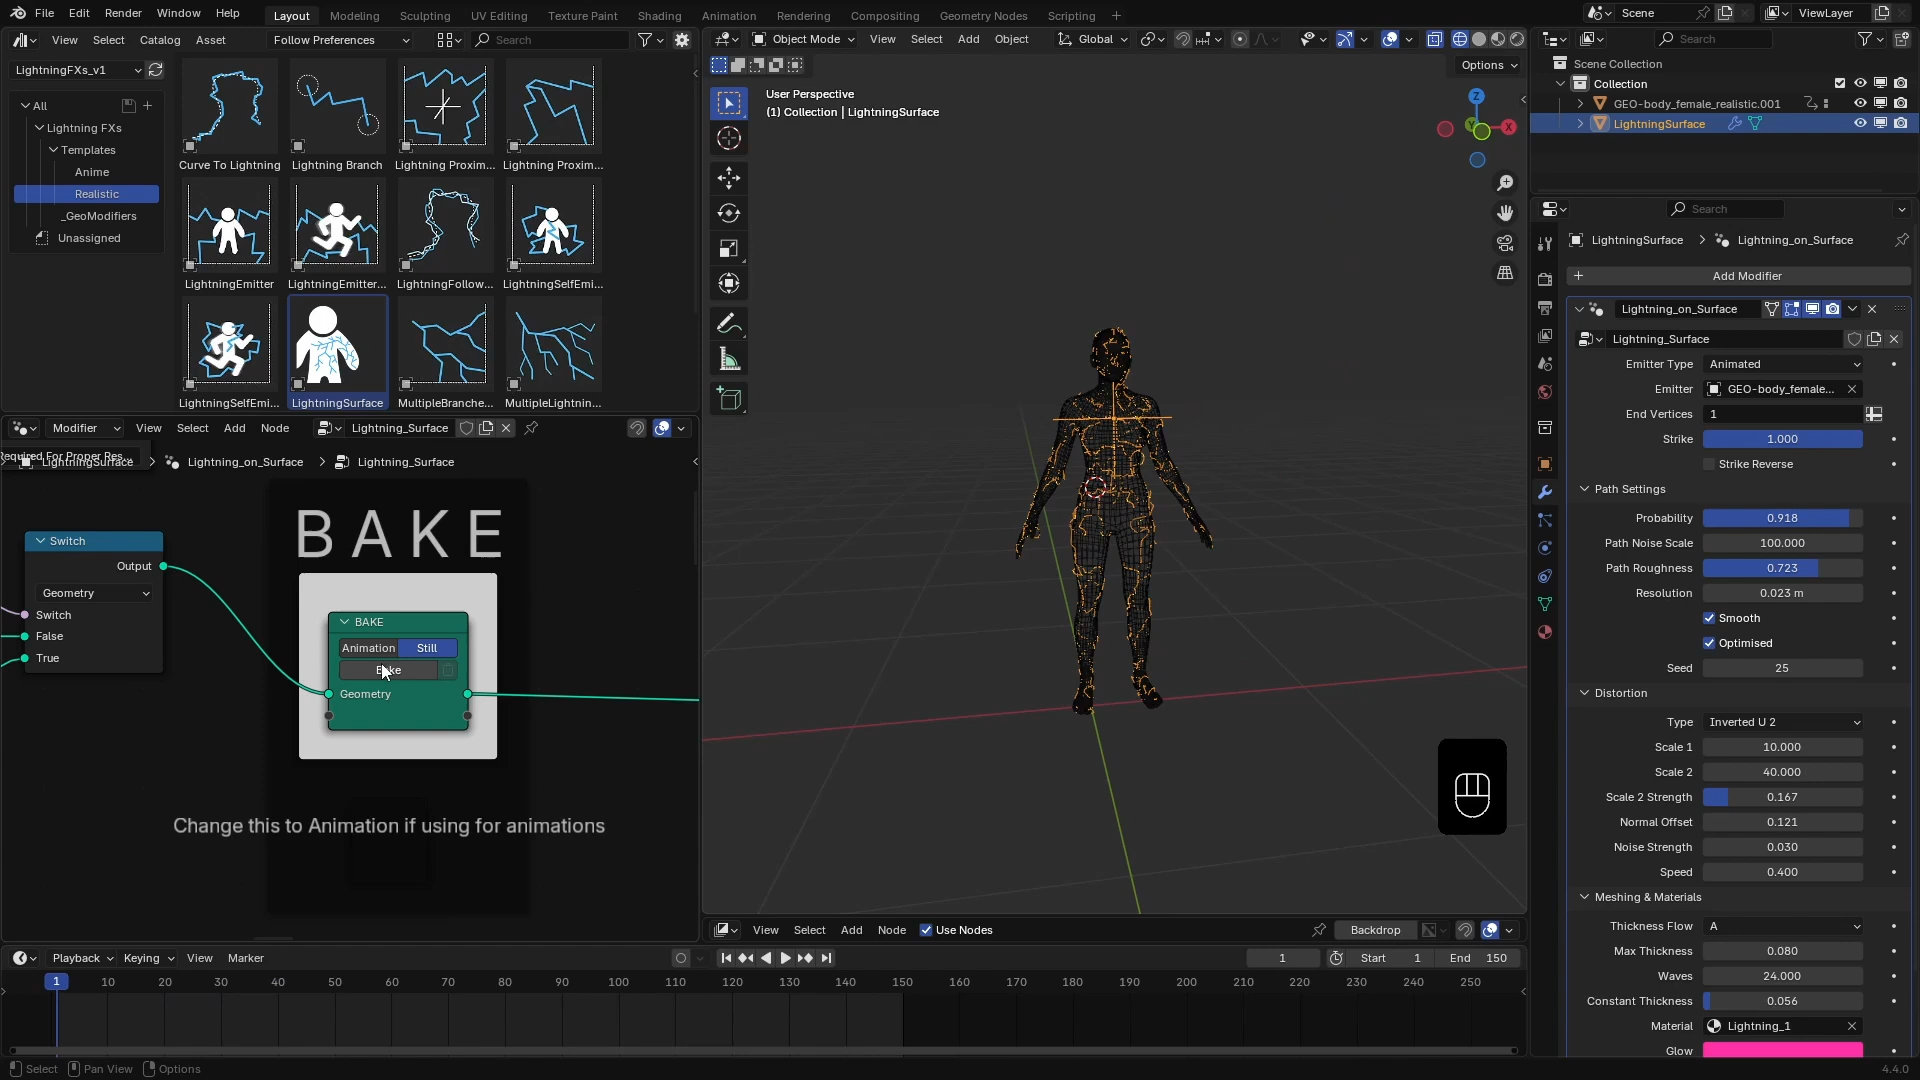 File Edit Render Window Help
Layout Modeling Sculpting UV Editing Texture Paint Shading Animation Rendering Compositing Geometry Nodes Scripting
Scene
ViewLayer
View Select Catalog Asset
Follow Preferences
Search
LightningFXs_v1
All
Lightning FXs
Templates
Anime
Realistic
_GeoModifiers
Unassigned
Curve To Lightning
Lightning Branch
Lightning Proxim...
Lightning Proxim...
LightningEmitter
LightningEmitter...
LightningFollow...
LightningSelfEmi...
LightningSelfEmi...
LightningSurface
MultipleBranche...
MultipleLightnin...
Modifier View Select Add Node
Lightning_Surface
Required For Proper Res...
LightningSurface
Lightning_on_Surface
Lightning_Surface
Switch
Output
Geometry
Switch
False
True
BAKE
BAKE
Animation Still
Geometry
Change this to Animation if using for animations
Object Mode View Select Add Object
Global
Options
User Perspective
(1) Collection | LightningSurface
Z
Y
X
View Select Add Node Use Nodes
Backdrop
Playback Keying View Marker
1
Start 1
End 150
1 10 20 30 40 50 60 70 80 90 100 110 120 130 140 150 160 170 180 190 200 210 220 230 240 250
Select Pan View Options
4.4.0
Search
Scene Collection
Collection
GEO-body_female_realistic.001
LightningSurface
Search
LightningSurface
Lightning_on_Surface
Add Modifier
Lightning_on_Surface
Lightning_Surface
Emitter Type Animated
Emitter GEO-body_female...
End Vertices 1
Strike 1.000
Strike Reverse
Path Settings
Probability 0.918
Path Noise Scale 100.000
Path Roughness 0.723
Resolution 0.023 m
Smooth
Optimised
Seed 25
Distortion
Type Inverted U 2
Scale 1 10.000
Scale 2 40.000
Scale 2 Strength 0.167
Normal Offset 0.121
Noise Strength 0.030
Speed 0.400
Meshing & Materials
Thickness Flow A
Max Thickness 0.080
Waves 24.000
Constant Thickness 0.056
Material Lightning_1
Glow